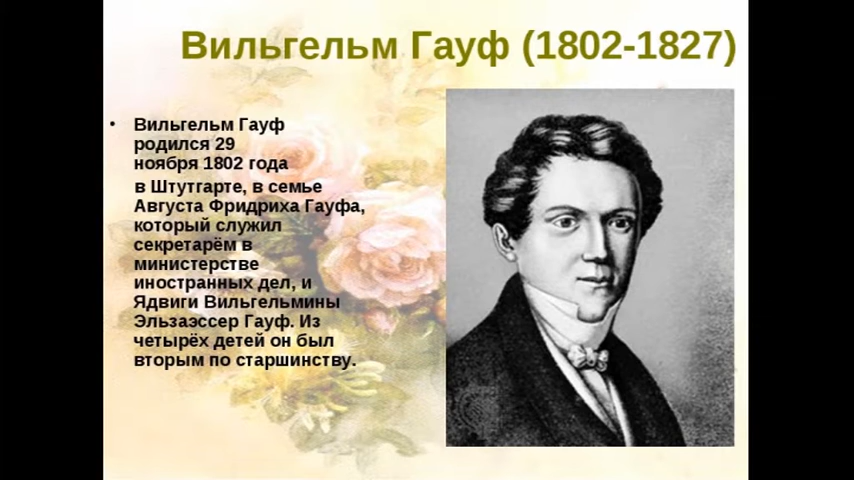 Вильгельм Гауф (1802-1827)
• Вильгельм Гауф
родился 29
ноября 1802 года
в Штутгарте, в семье
Августа Фридриха Гауфа,
который служил
секретарём в
министерстве
иностранных дел, и
Ядвиги Вильгельмины
Эльзаэссер Гауф. Из
четырёх детей он был
вторым по старшинству.